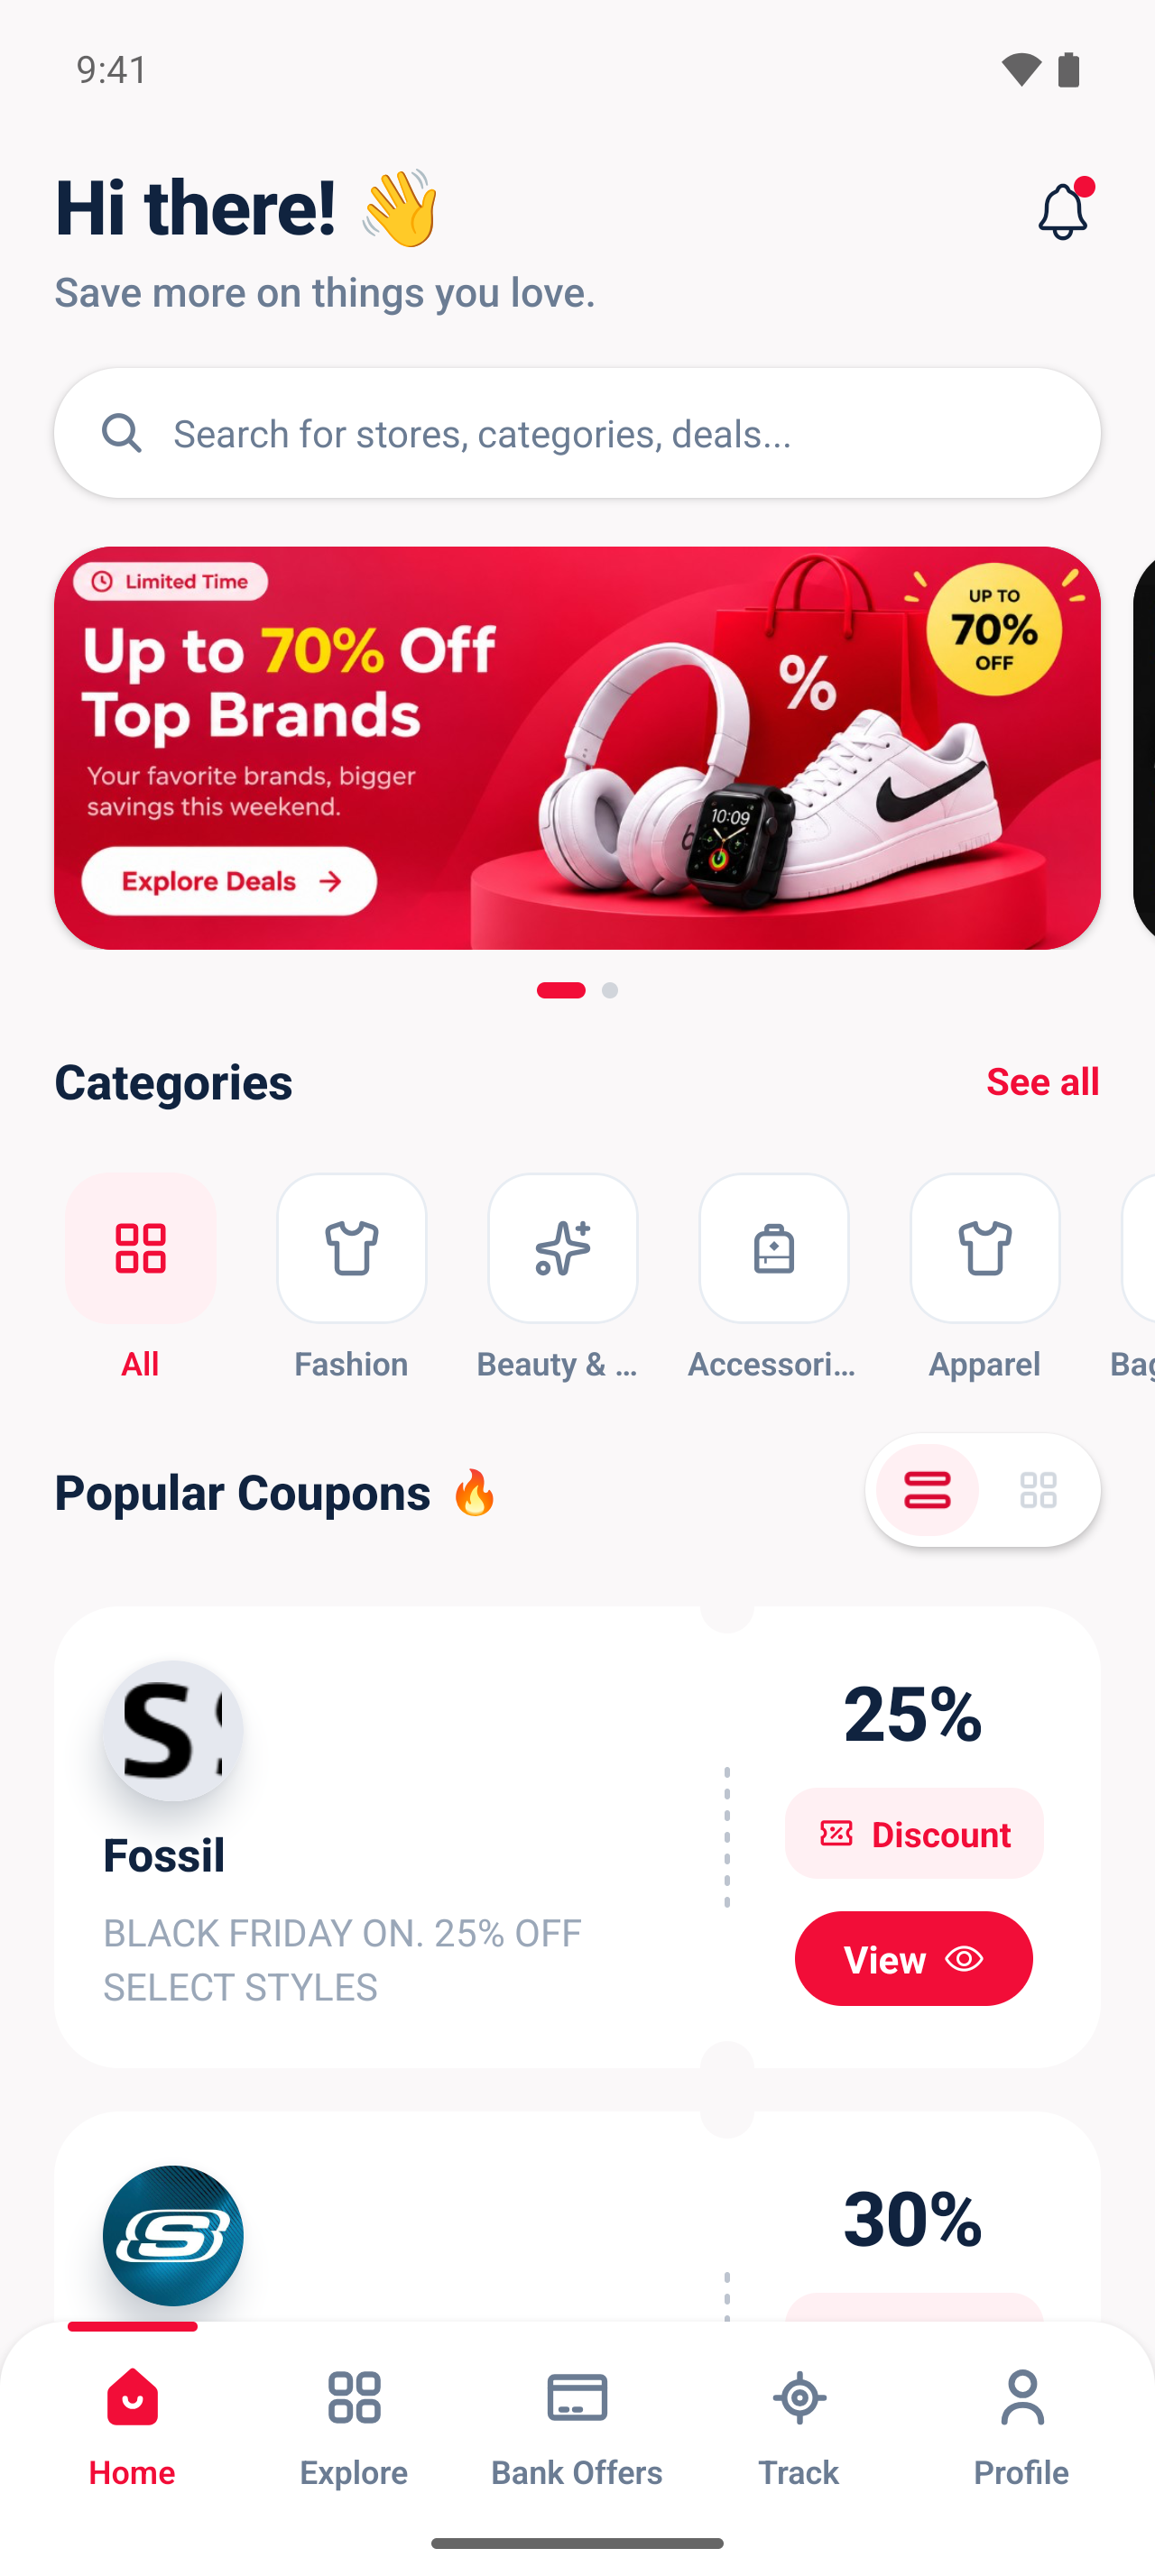 9:41
Hi there! 👋
Save more on things you love.
Search for stores, categories, deals...
Limited Time
Up to 70% Off
Top Brands
Your favorite brands, bigger
savings this weekend.
Explore Deals →
%
10:09
UP TO
70%
OFF
Categories
See all
All
Fashion
Beauty & ...
Accessori...
Apparel
Bag
Popular Coupons 🔥
S
Fossil
BLACK FRIDAY ON. 25% OFF
SELECT STYLES
25%
Discount
View
S
30%
Home
Explore
Bank Offers
Track
Profile